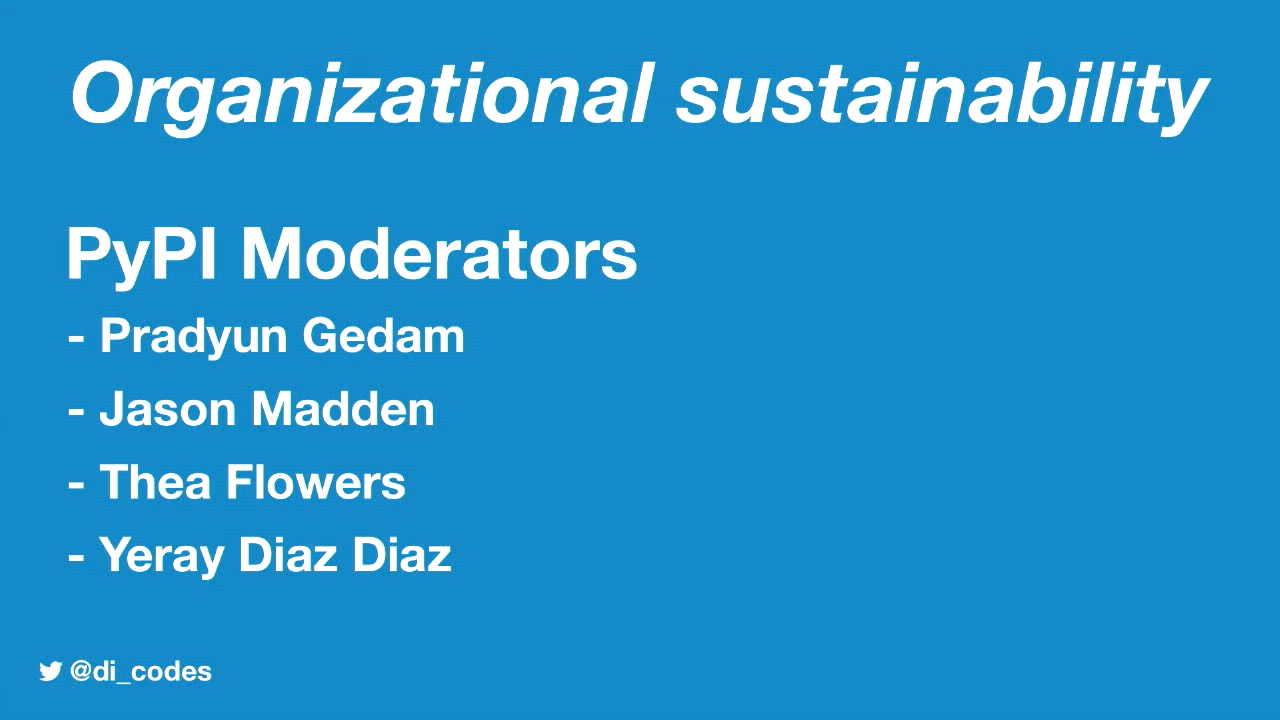 Organizational sustainability
PyPI Moderators
- Pradyun Gedam
- Jason Madden
- Thea Flowers
- Yeray Diaz Diaz
@di_codes